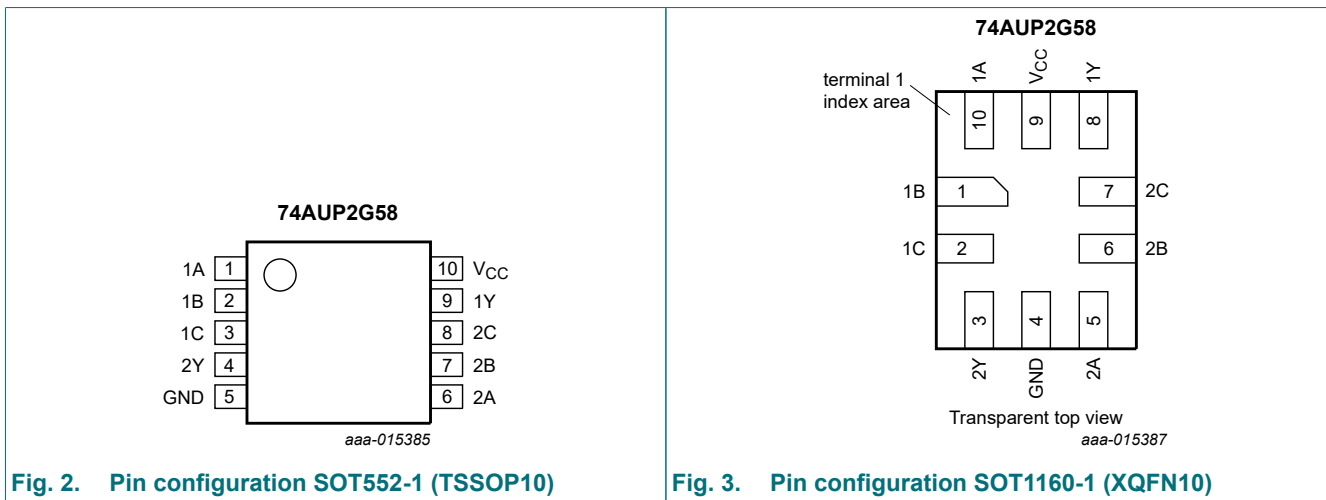 74AUP2G58
1A 1 10 VCC
1B 2 9 1Y
1C 3 8 2C
2Y 4 7 2B
GND 5 6 2A
aaa-015385
Fig. 2. Pin configuration SOT552-1 (TSSOP10)
74AUP2G58
terminal 1
index area
1A VCC 1Y
10 9 8
1B 1 7 2C
1C 2 6 2B
3 4 5
2Y GND 2A
Transparent top view
aaa-015387
Fig. 3. Pin configuration SOT1160-1 (XQFN10)